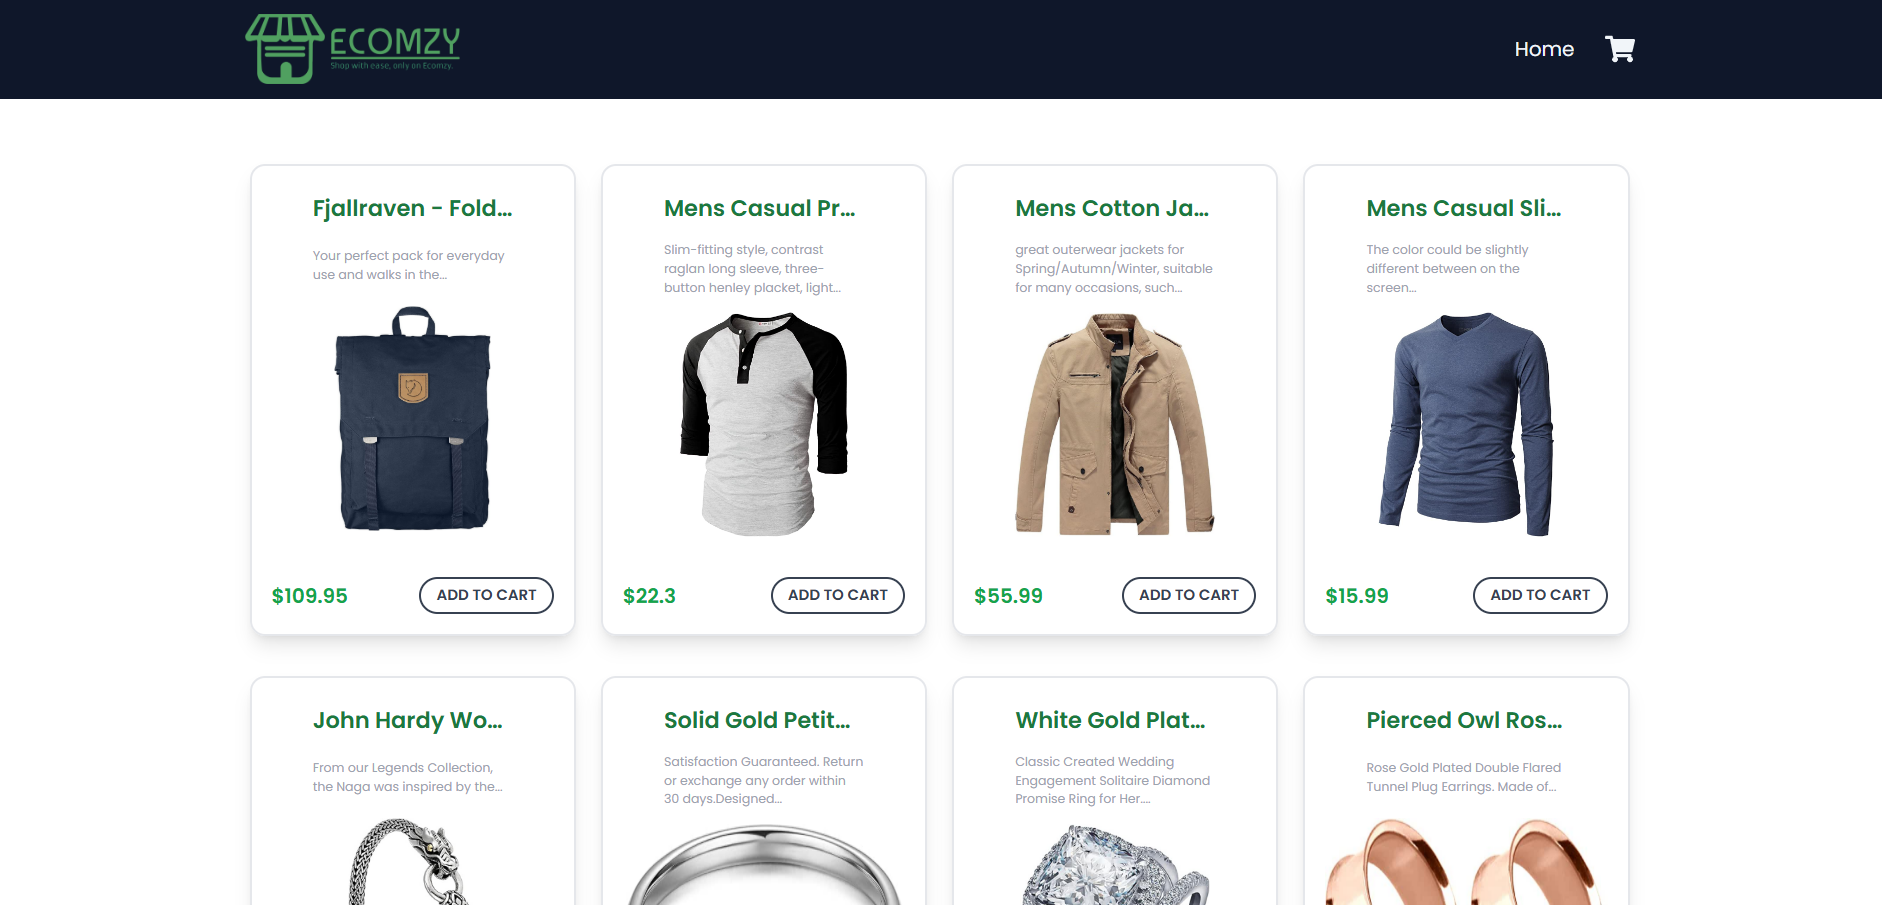 ECOMZY
Shop with ease, only on Ecomzy.
Home
Fjallraven - Fold...
Your perfect pack for everyday
use and walks in the...
$109.95
ADD TO CART
Mens Casual Pr...
Slim-fitting style, contrast
raglan long sleeve, three-
button henley placket, light...
$22.3
ADD TO CART
Mens Cotton Ja...
great outerwear jackets for
Spring/Autumn/Winter, suitable
for many occasions, such...
$55.99
ADD TO CART
Mens Casual Sli...
The color could be slightly
different between on the
screen...
$15.99
ADD TO CART
John Hardy Wo...
From our Legends Collection,
the Naga was inspired by the...
Solid Gold Petit...
Satisfaction Guaranteed. Return
or exchange any order within
30 days.Designed...
White Gold Plat...
Classic Created Wedding
Engagement Solitaire Diamond
Promise Ring for Her....
Pierced Owl Ros...
Rose Gold Plated Double Flared
Tunnel Plug Earrings. Made of...